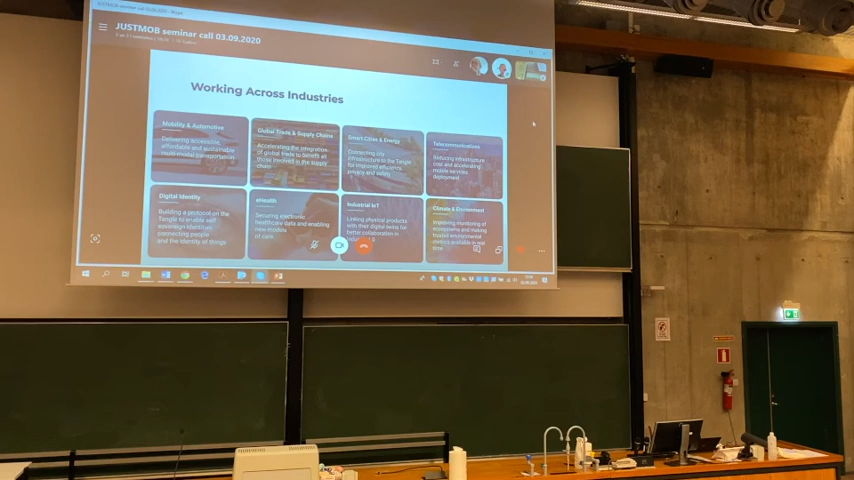 JUSTMOB seminar cell 03.09.2020
Working Across Industries
Mobility & Automotive
Delivering accessible,
affordable and sustainable
multi-modal transportation
Global Trade & Supply Chains
Accelerating the integration
of global trade to benefit all
those involved in the supply
chain
Smart Cities & Energy
Connecting city
infrastructure to the Tangle
for improved efficiency,
privacy and safety
Telecommunications
Reducing infrastructure
cost and accelerating
mobile services
deployment
Digital Identity
Building a protocol on the
Tangle to enable self
sovereign identities,
connecting people
and the identity of things
eHealth
Securing electronic
healthcare data and enabling
new models
of care
Industrial IoT
Linking physical products
with their digital twins for
better collaboration in
Climate & Environment
Improving monitoring of
ecosystems and making
trusted environmental
metrics available in real
time